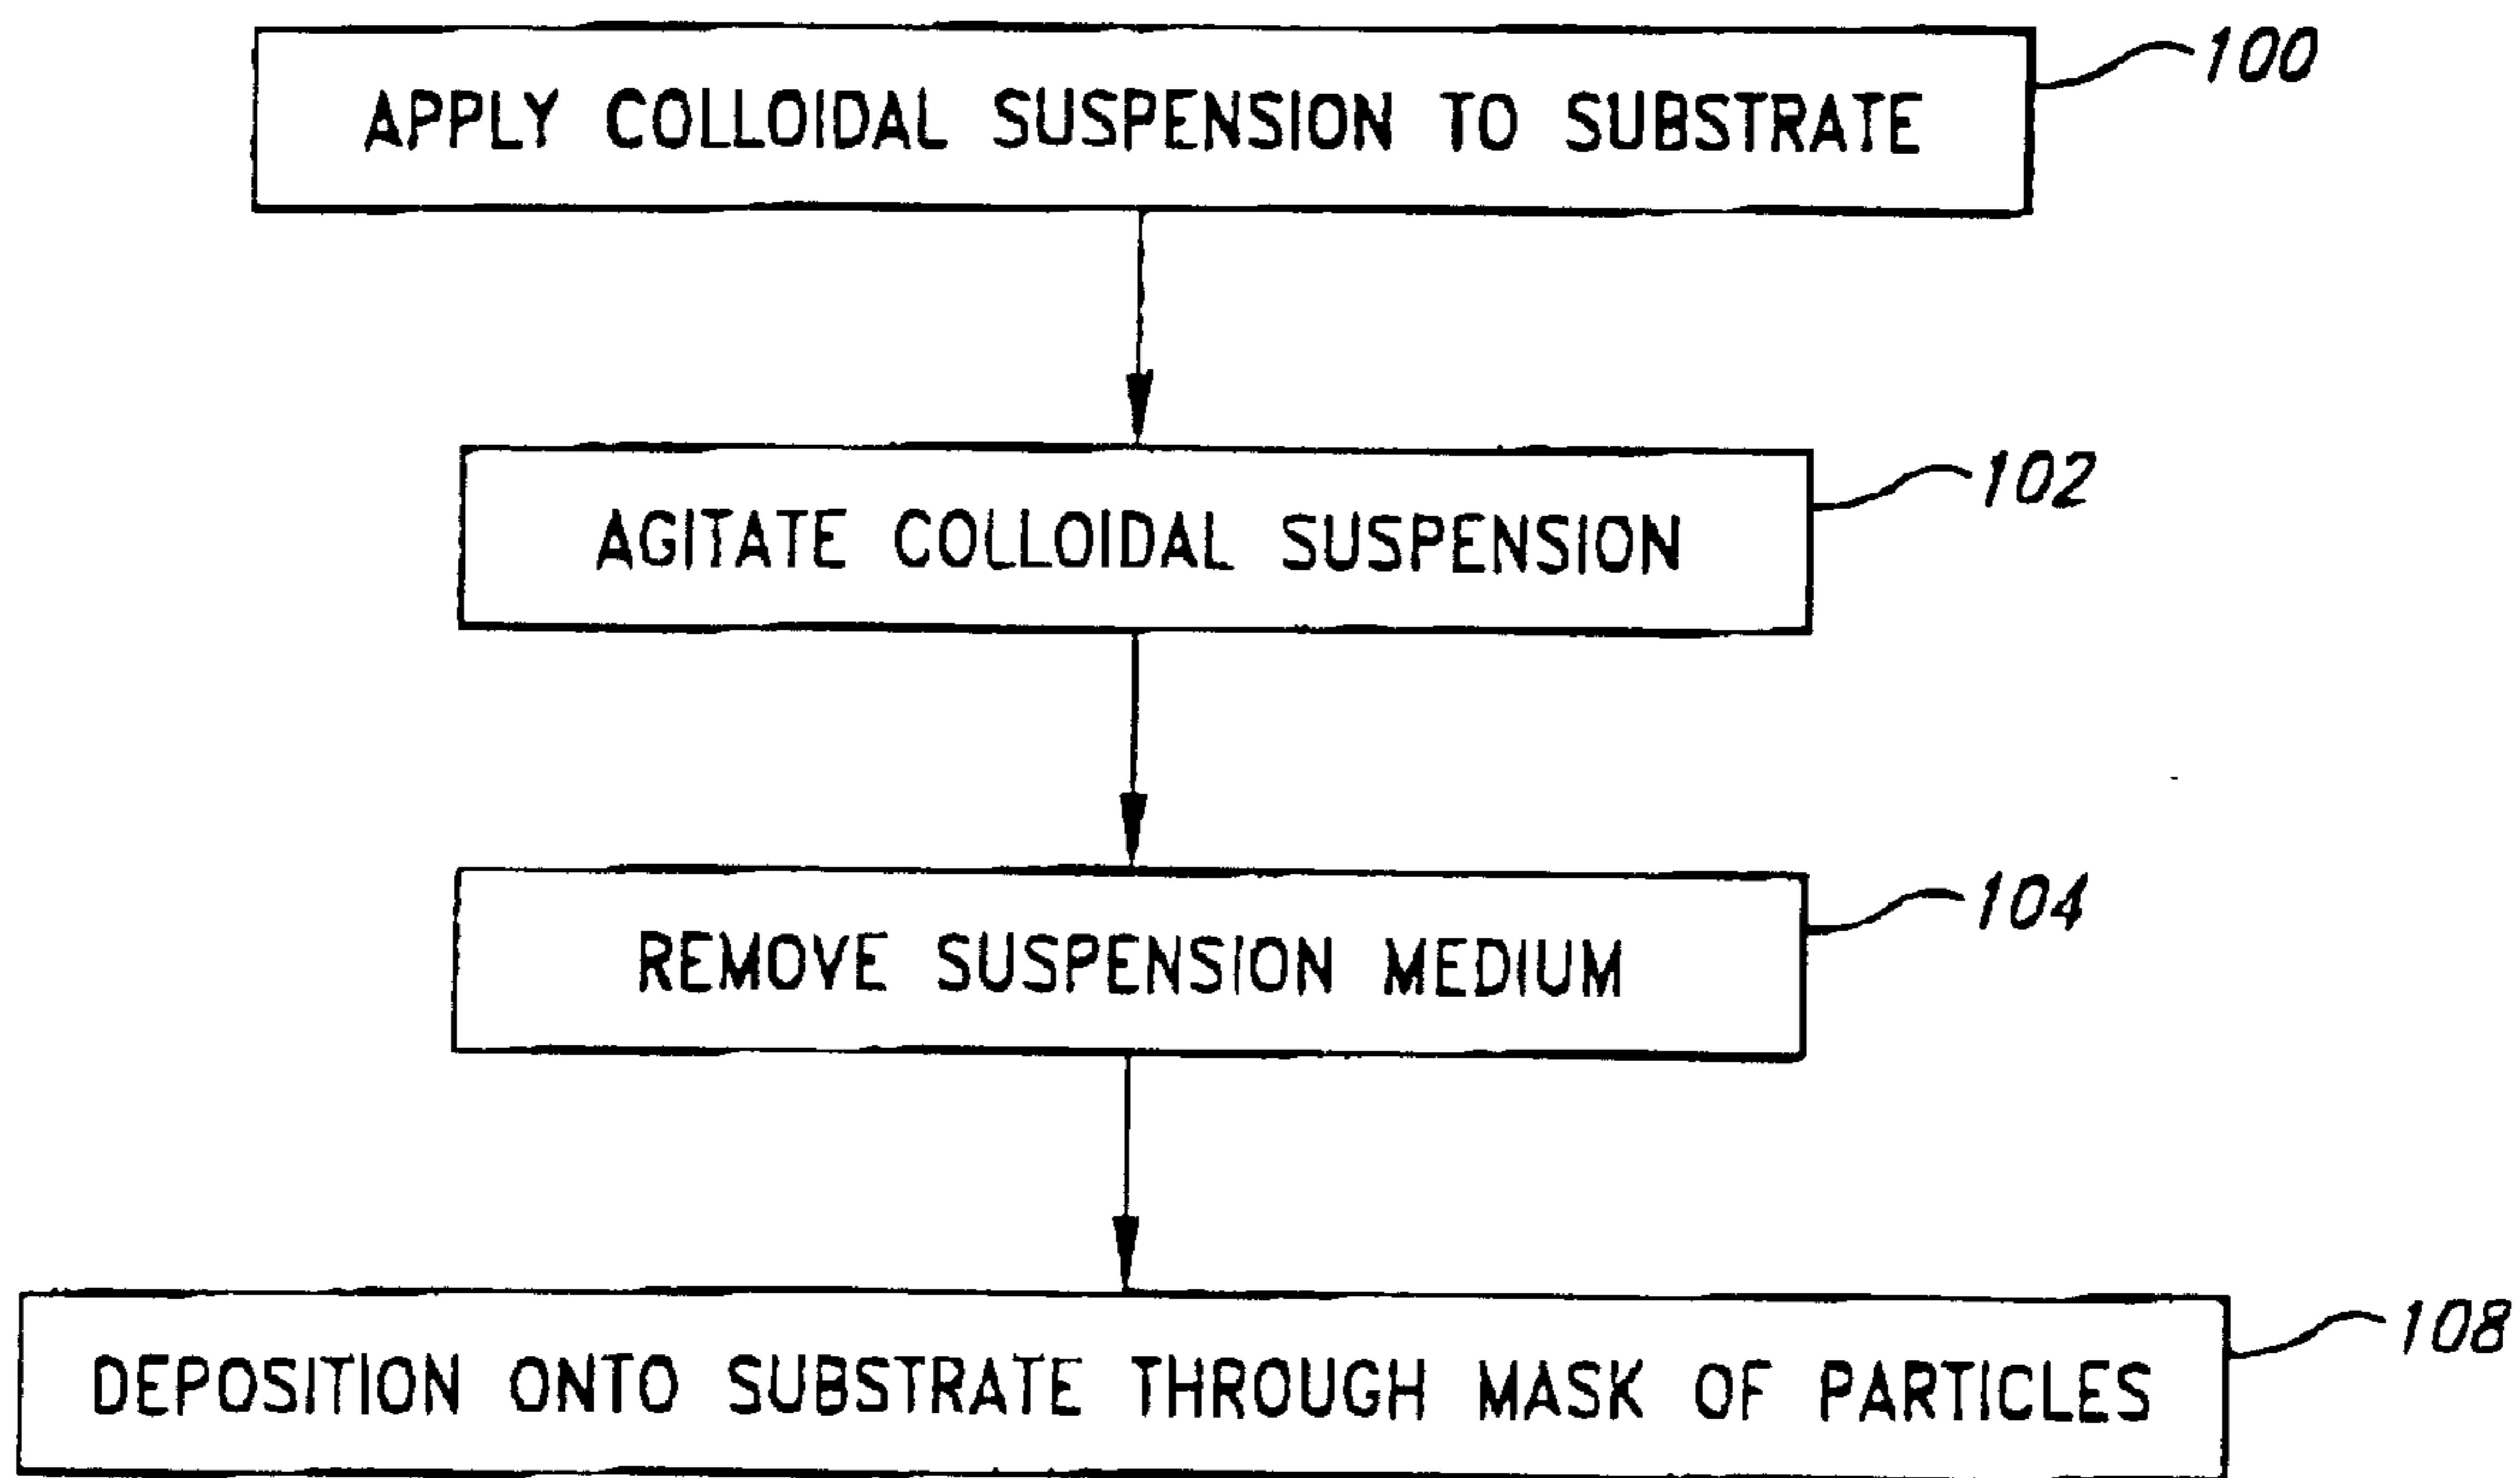 APPLY COLLOIDAL SUSPENSION TO SUBSTRATE
100
AGITATE COLLOIDAL SUSPENSION
102
REMOVE SUSPENSION MEDIUM
104
DEPOSITION ONTO SUBSTRATE THROUGH MASK OF PARTICLES
108